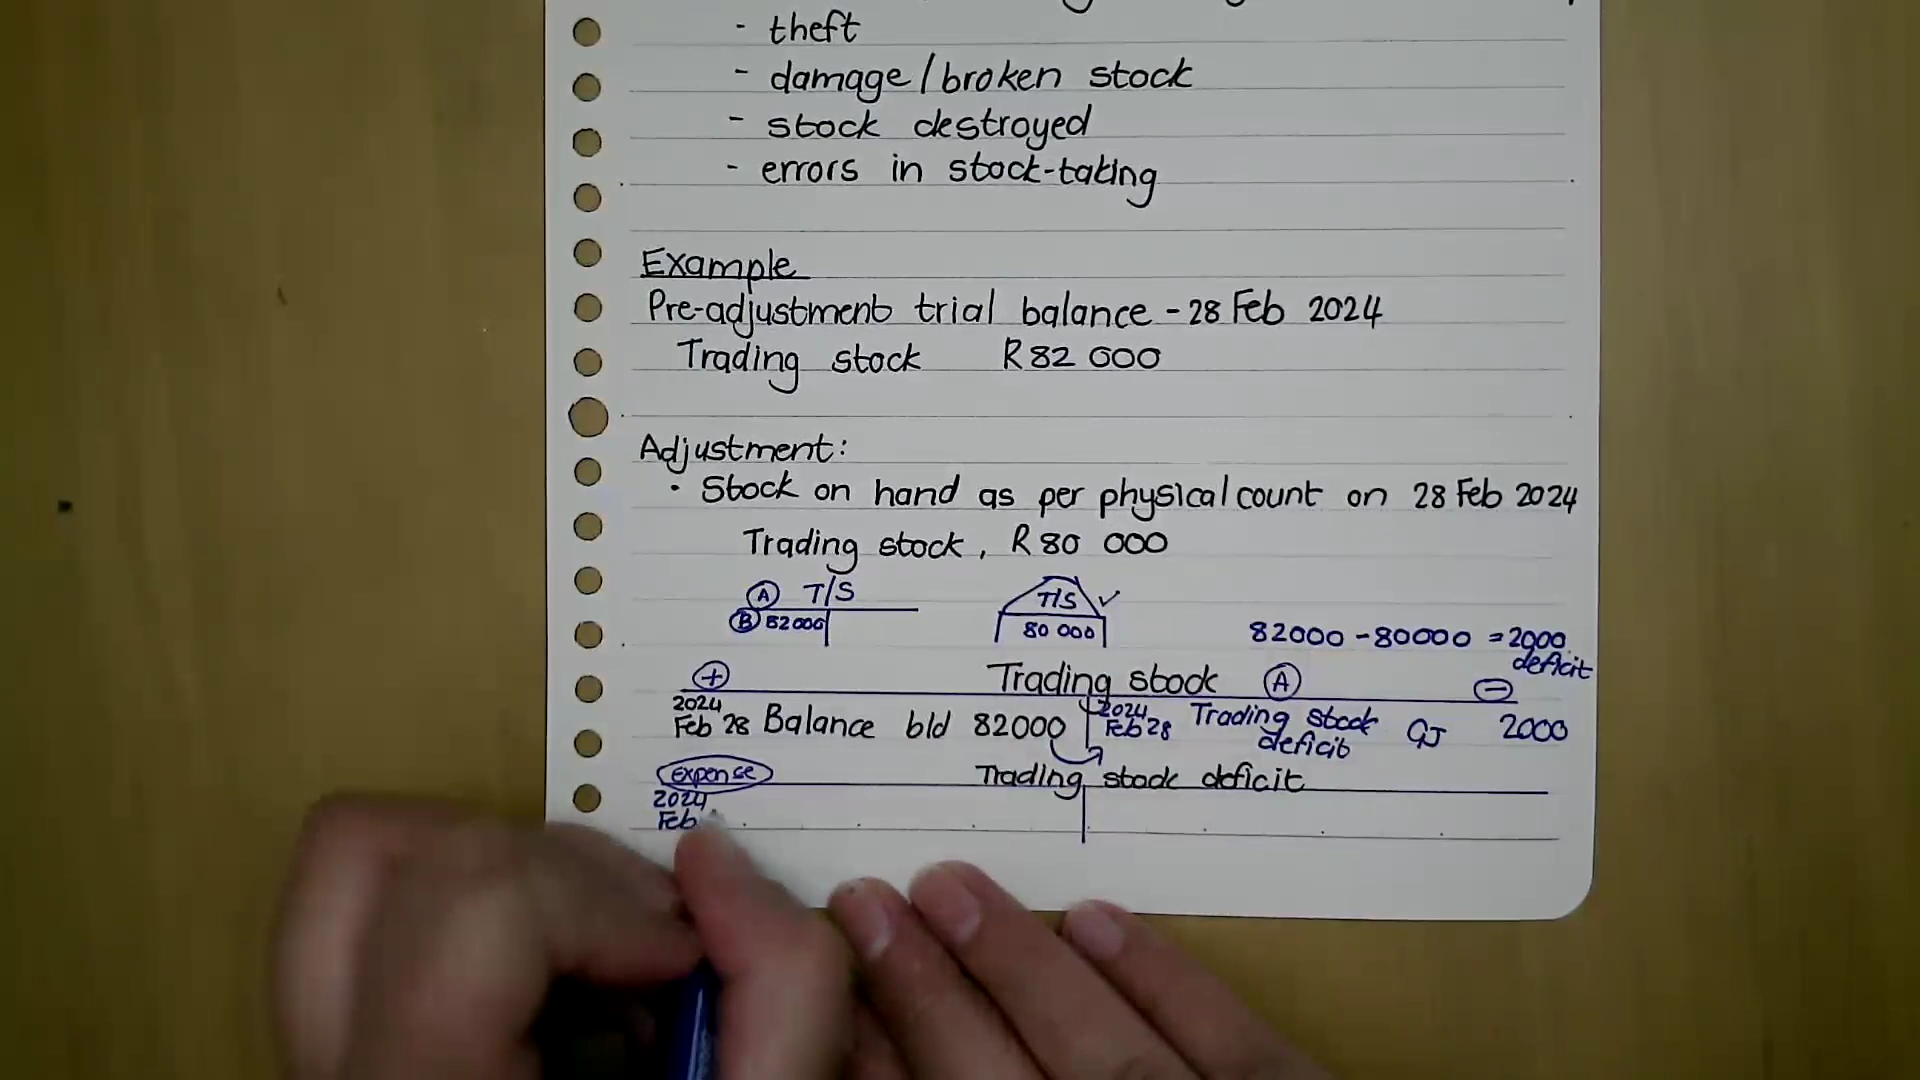 - theft
- damage/broken stock
- stock destroyed
- errors in stock-taking
Example
Pre-adjustment trial balance - 28 Feb 2024
Trading stock R82 000
Adjustment:
• Stock on hand as per physical count on 28 Feb 2024
Trading stock, R80 000
A T/S
B 82000
T/S ✓
80 000
82000 - 80000 = 2000
deficit
+ Trading stock A -
2024
Feb 28 Balance b/d 82000
2024
Feb 28 Trading stock deficit GJ 2000
Expense Trading stock deficit
2024
Feb